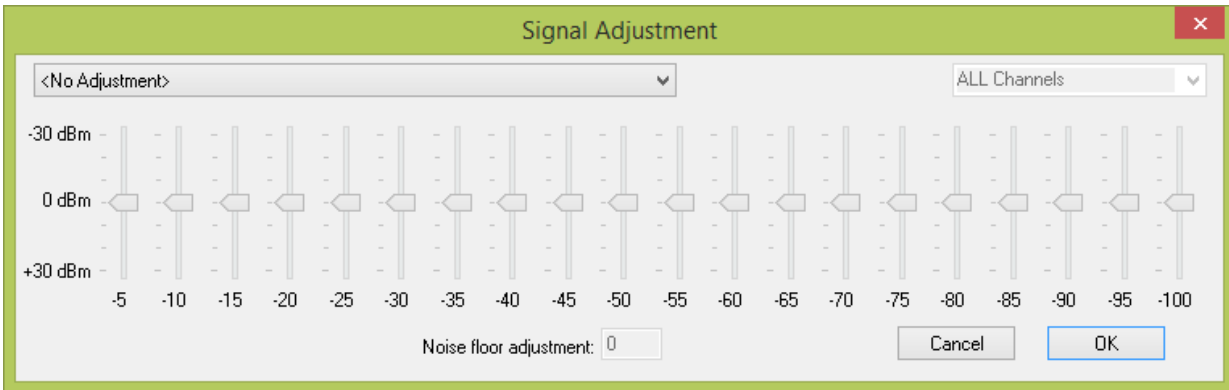 Signal Adjustment
<No Adjustment>
ALL Channels
-30 dBm
0 dBm
+30 dBm
-5 -10 -15 -20 -25 -30 -35 -40 -45 -50 -55 -60 -65 -70 -75 -80 -85 -90 -95 -100
Noise floor adjustment: 0
Cancel OK